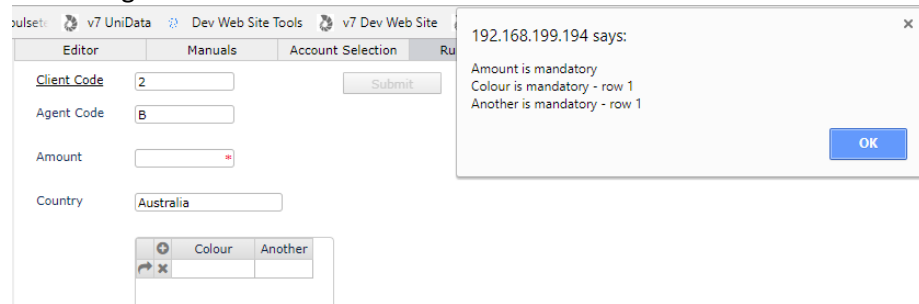 v7 UniData Dev Web Site Tools v7 Dev Web Site
Editor Manuals Account Selection
192.168.199.194 says:
Amount is mandatory
Colour is mandatory - row 1
Another is mandatory - row 1
OK
Client Code 2 Submit
Agent Code B
Amount *
Country Australia
Colour Another